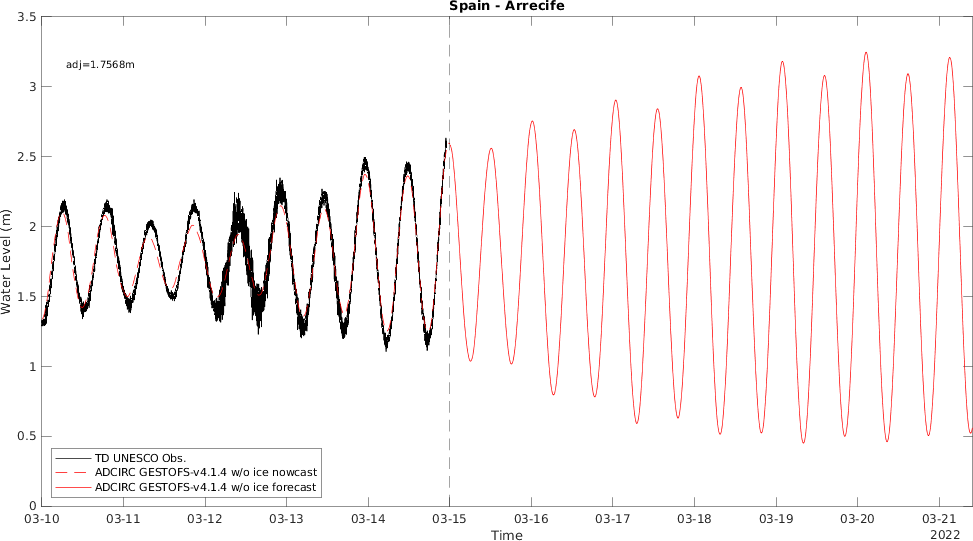 Spain - Arrecife
adj=1.7568m
Water Level (m)
3.5
3
2.5
2
1.5
1
0.5
0
TD UNESCO Obs.
ADCIRC GESTOFS-v4.1.4 w/o ice nowcast
ADCIRC GESTOFS-v4.1.4 w/o ice forecast
03-10 03-11 03-12 03-13 03-14 03-15 03-16 03-17 03-18 03-19 03-20 03-21
Time
2022